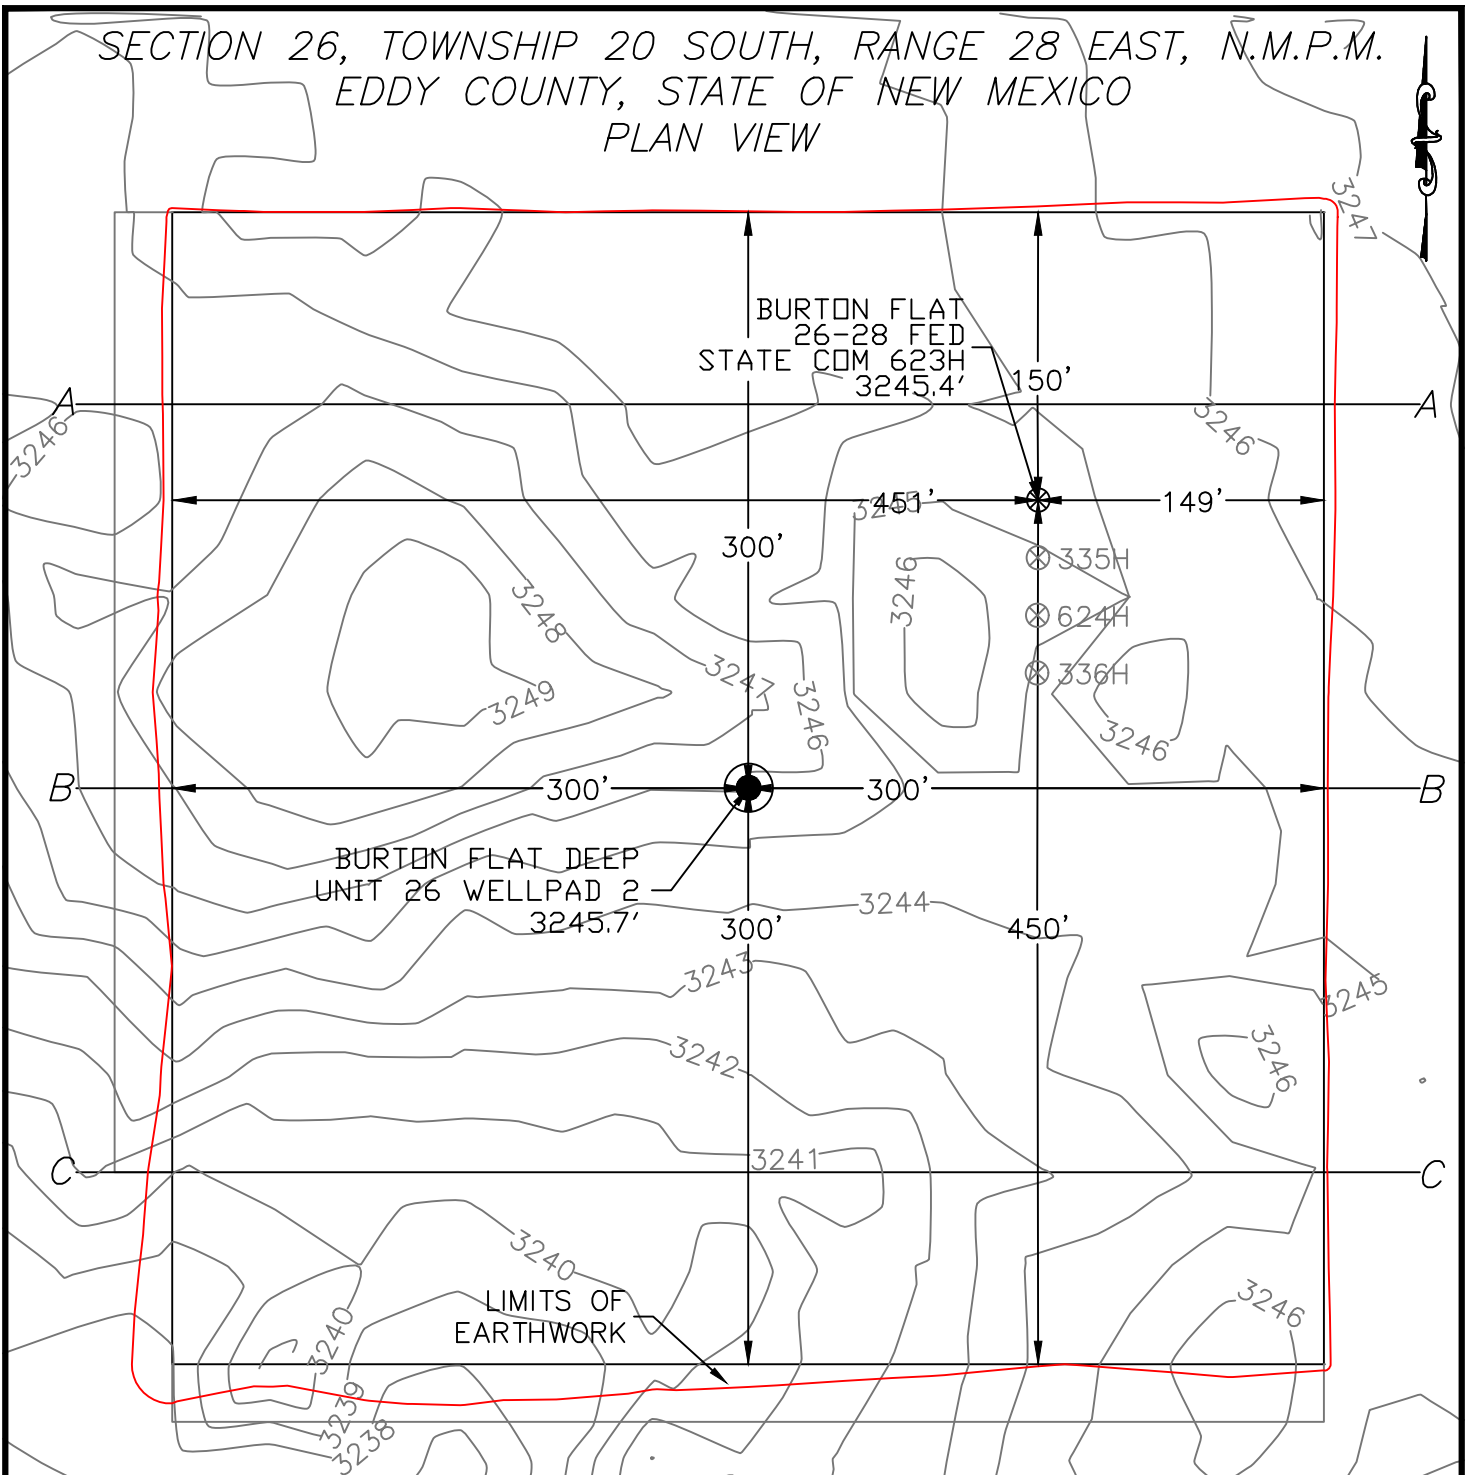 SECTION 26, TOWNSHIP 20 SOUTH, RANGE 28 EAST, N.M.P.M.
EDDY COUNTY, STATE OF NEW MEXICO
PLAN VIEW
3247
BURTON FLAT
26-28 FED
STATE COM 623H
3245.4'
150'
A
A
3246
3246
3245
451'
149'
300'
335H
3246
3248
624H
336H
3247
3249
3246
3246
B
300'
300'
B
BURTON FLAT DEEP
UNIT 26 WELLPAD 2
3245.7'
3244
300'
450'
3243
3245
3242
3246
3241
C
C
3240
LIMITS OF
EARTHWORK
3246
3240
3239
3238